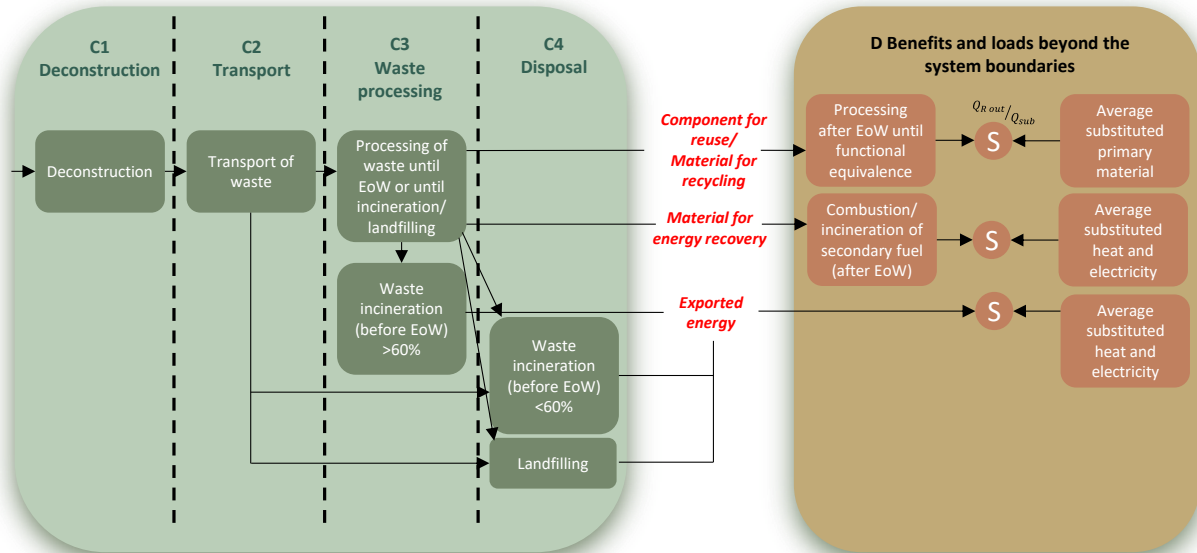 C1
Deconstruction
C2
Transport
C3
Waste
processing
C4
Disposal
D Benefits and loads beyond the
system boundaries
Deconstruction
Transport of
waste
Processing of
waste until
EoW or until
incineration/
landfilling
Waste
incineration
(before EoW)
>60%
Waste
incineration
(before EoW)
<60%
Landfilling
Component for
reuse/
Material for
recycling
Material for
energy recovery
Exported
energy
Processing
after EoW until
functional
equivalence
Q_{R out}/Q_{sub}
S
Average
substituted
primary
material
Combustion/
incineration of
secondary fuel
(after EoW)
S
Average
substituted
heat and
electricity
S
Average
substituted
heat and
electricity